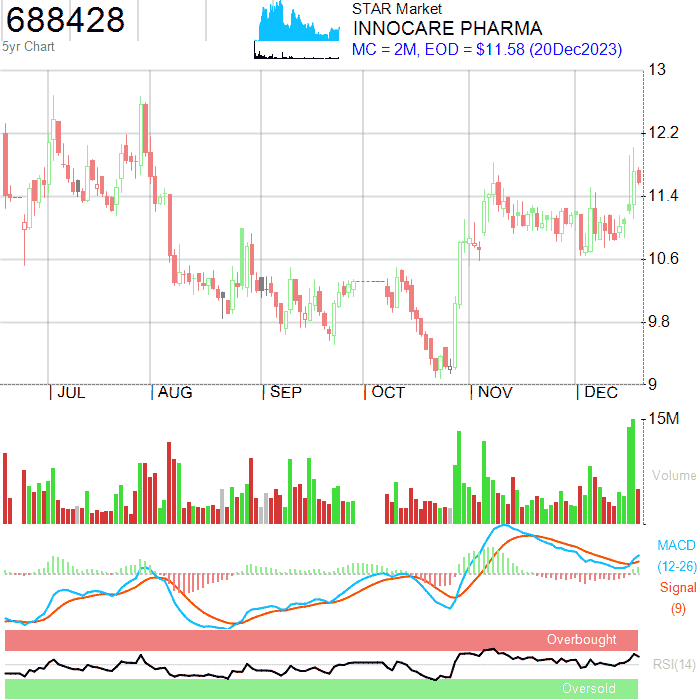 688428
5yr Chart
STAR Market
INNOCARE PHARMA
MC = 2M, EOD = $11.58 (20Dec2023)
13
12.2
11.4
10.6
9.8
9
JUL AUG SEP OCT NOV DEC
15M
Volume
MACD
(12-26)
Signal
(9)
Overbought
RSI(14)
Oversold